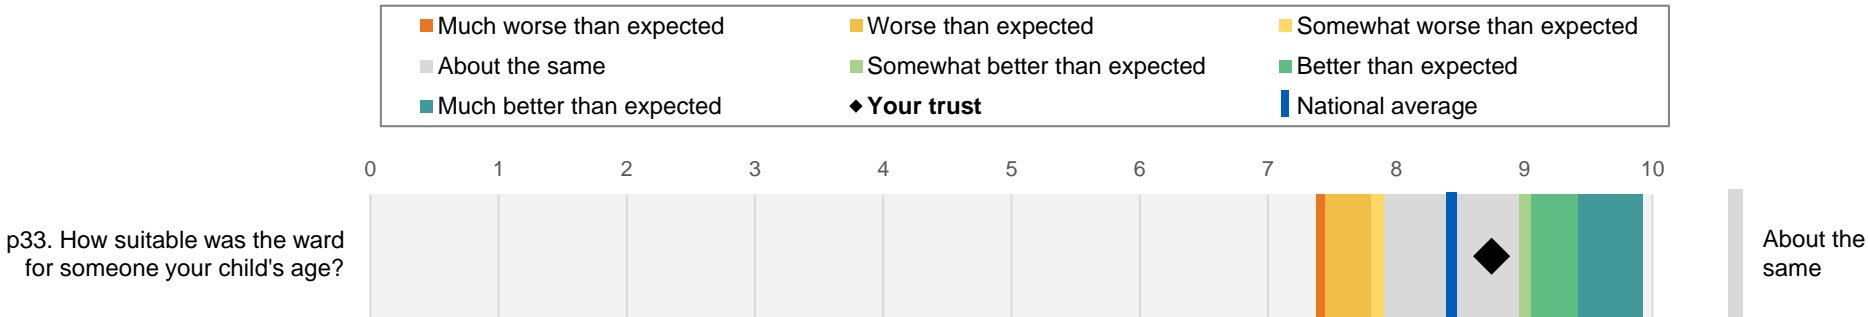 Much worse than expected
Worse than expected
Somewhat worse than expected
About the same
Somewhat better than expected
Better than expected
Much better than expected
Your trust
National average
0 1 2 3 4 5 6 7 8 9 10
p33. How suitable was the ward
for someone your child's age?
About the
same